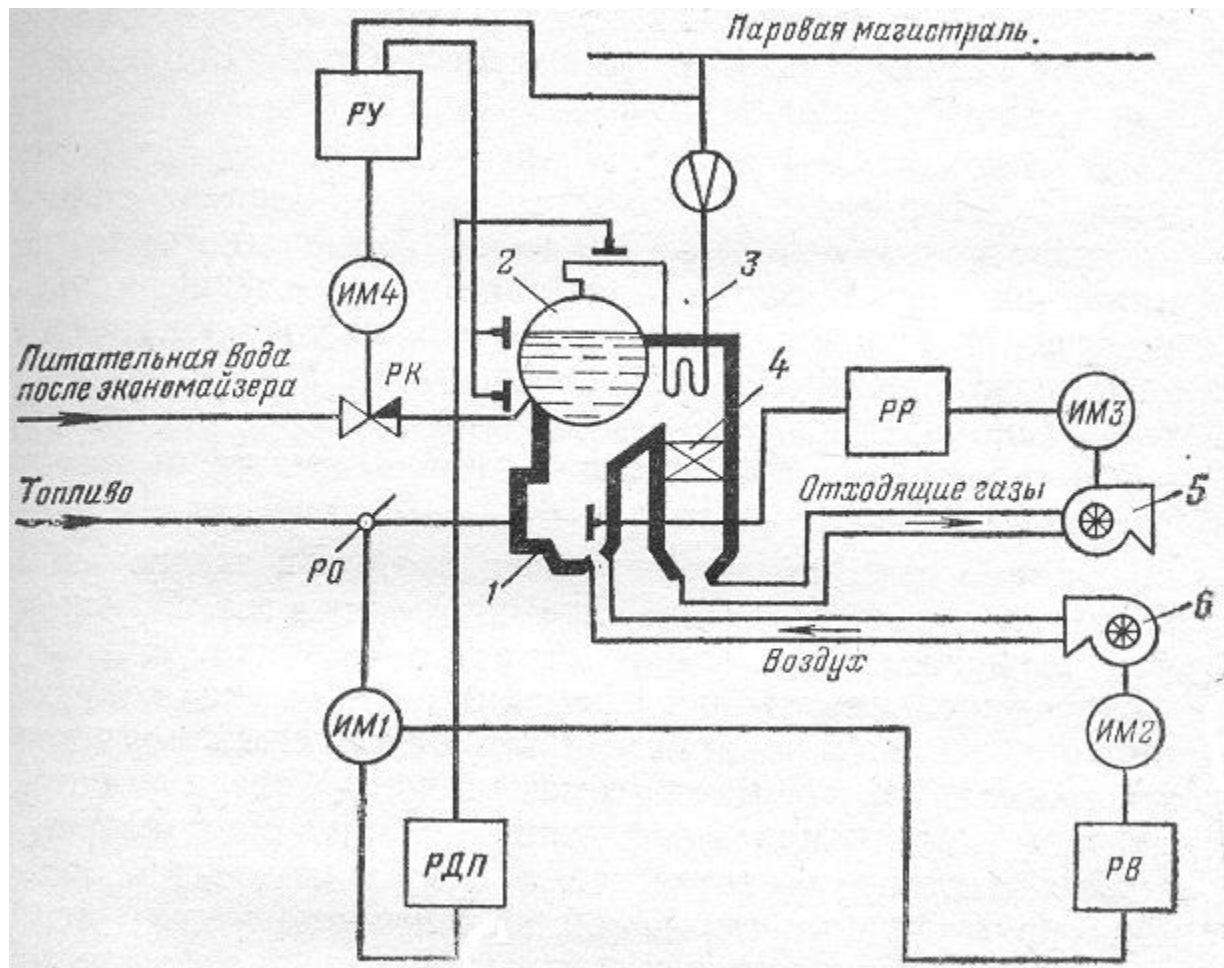 Паровая магистраль.
РУ
2
3
ИМ4
Питательная вода
после экономайзера
РК
4
РР
ИМ3
Топливо
Отходящие газы
5
РО
1
6
Воздух
ИМ1
ИМ2
РДП
РВ